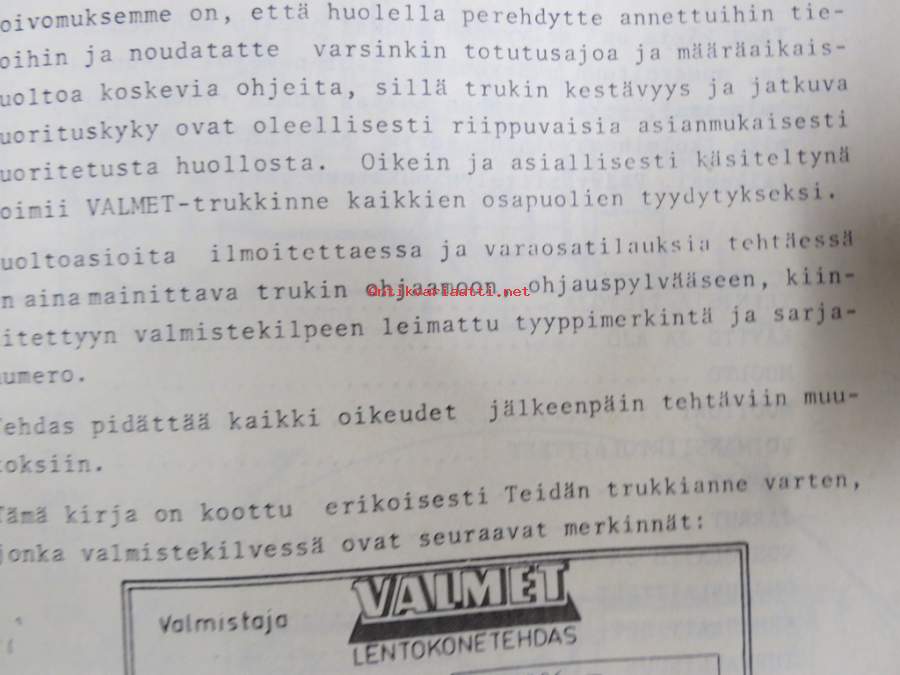 oivomuksemme on, että huolella perehdytte annettuihin tie-
oihin ja noudatatte varsinkin totutusajoa ja määräaikais-
uoltoa koskevia ohjeita, sillä trukin kestävyys ja jatkuva
uorituskyky ovat oleellisesti riippuvaisia asianmukaisesti
uoritetusta huollosta. Oikein ja asiallisesti käsiteltynä
oimii VALMET-trukkinne kaikkien osapuolien tyydytykseksi.
uoltoasioita ilmoitettaessa ja varaosatilauksia tehtäessä
n aina mainittava trukin ohjaamoon, ohjauspylvääseen, kiin-
itettyyn valmistekilpeen leimattu tyyppimerkintä ja sarja-
umero.
ehdas pidättää kaikki oikeudet jälkeenpäin tehtäviin muu-
oksiin.
Tämä kirja on koottu erikoisesti Teidän trukkianne varten,
jonka valmistekilvessä ovat seuraavat merkinnät:
Valmistaja VALMET
LENTOKONETEHDAS
antikvariaatti.net